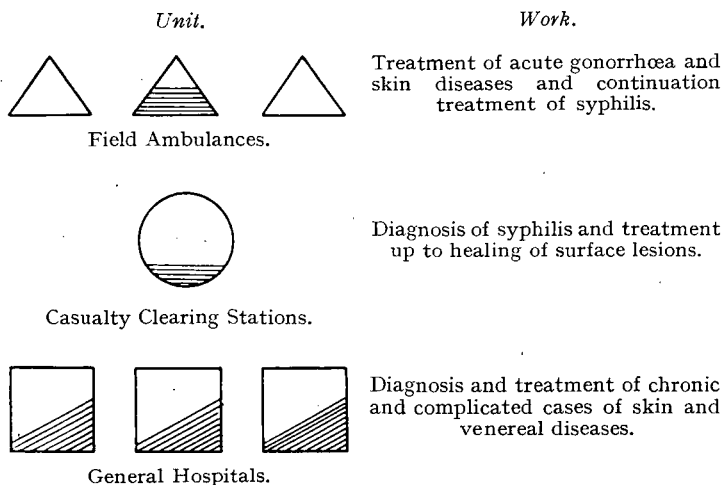 Unit.
Work.
Treatment of acute gonorrhœa and
skin diseases and continuation
treatment of syphilis.
Field Ambulances.
Diagnosis of syphilis and treatment
up to healing of surface lesions.
Casualty Clearing Stations.
Diagnosis and treatment of chronic
and complicated cases of skin and
venereal diseases.
General Hospitals.